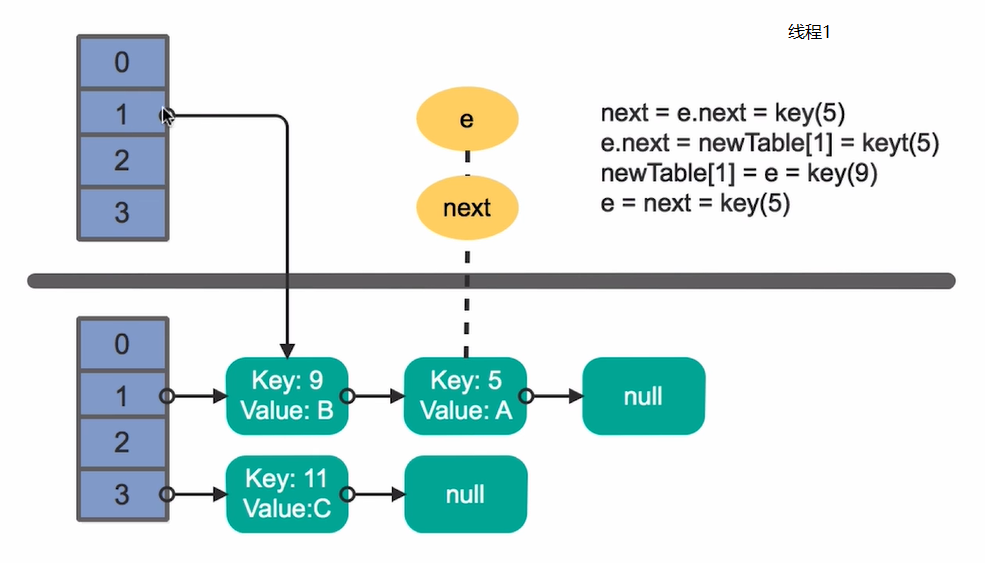 线程1
0
1
2
3
e
next
next = e.next = key(5)
e.next = newTable[1] = keyt(5)
newTable[1] = e = key(9)
e = next = key(5)
0
1
2
3
Key: 9
Value: B
Key: 5
Value: A
null
Key: 11
Value:C
null